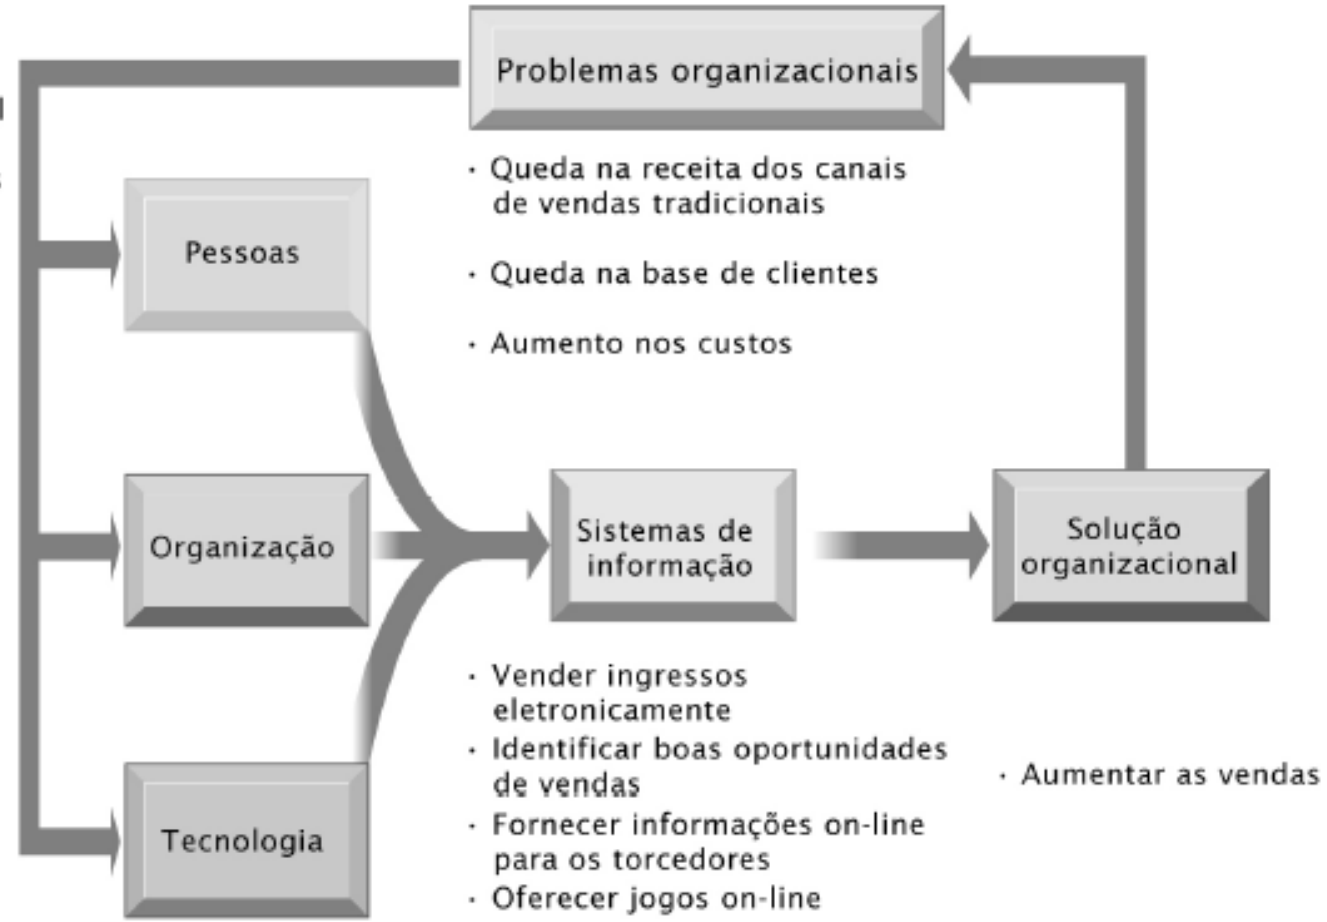 Problemas organizacionais
· Queda na receita dos canais
de vendas tradicionais
· Queda na base de clientes
· Aumento nos custos
Pessoas
Organização
Tecnologia
Sistemas de
informação
· Vender ingressos
eletronicamente
· Identificar boas oportunidades
de vendas
· Fornecer informações on-line
para os torcedores
· Oferecer jogos on-line
Solução
organizacional
· Aumentar as vendas